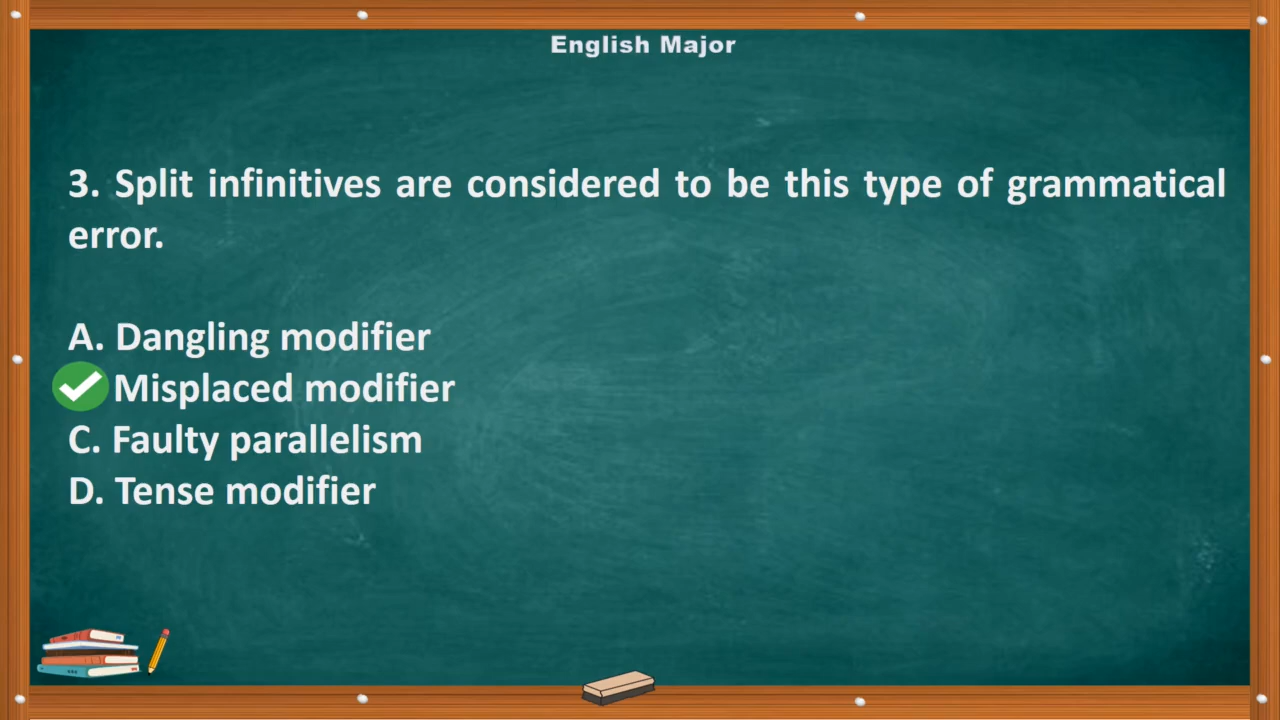 English Major
3. Split infinitives are considered to be this type of grammatical
error.
A. Dangling modifier
Misplaced modifier
C. Faulty parallelism
D. Tense modifier